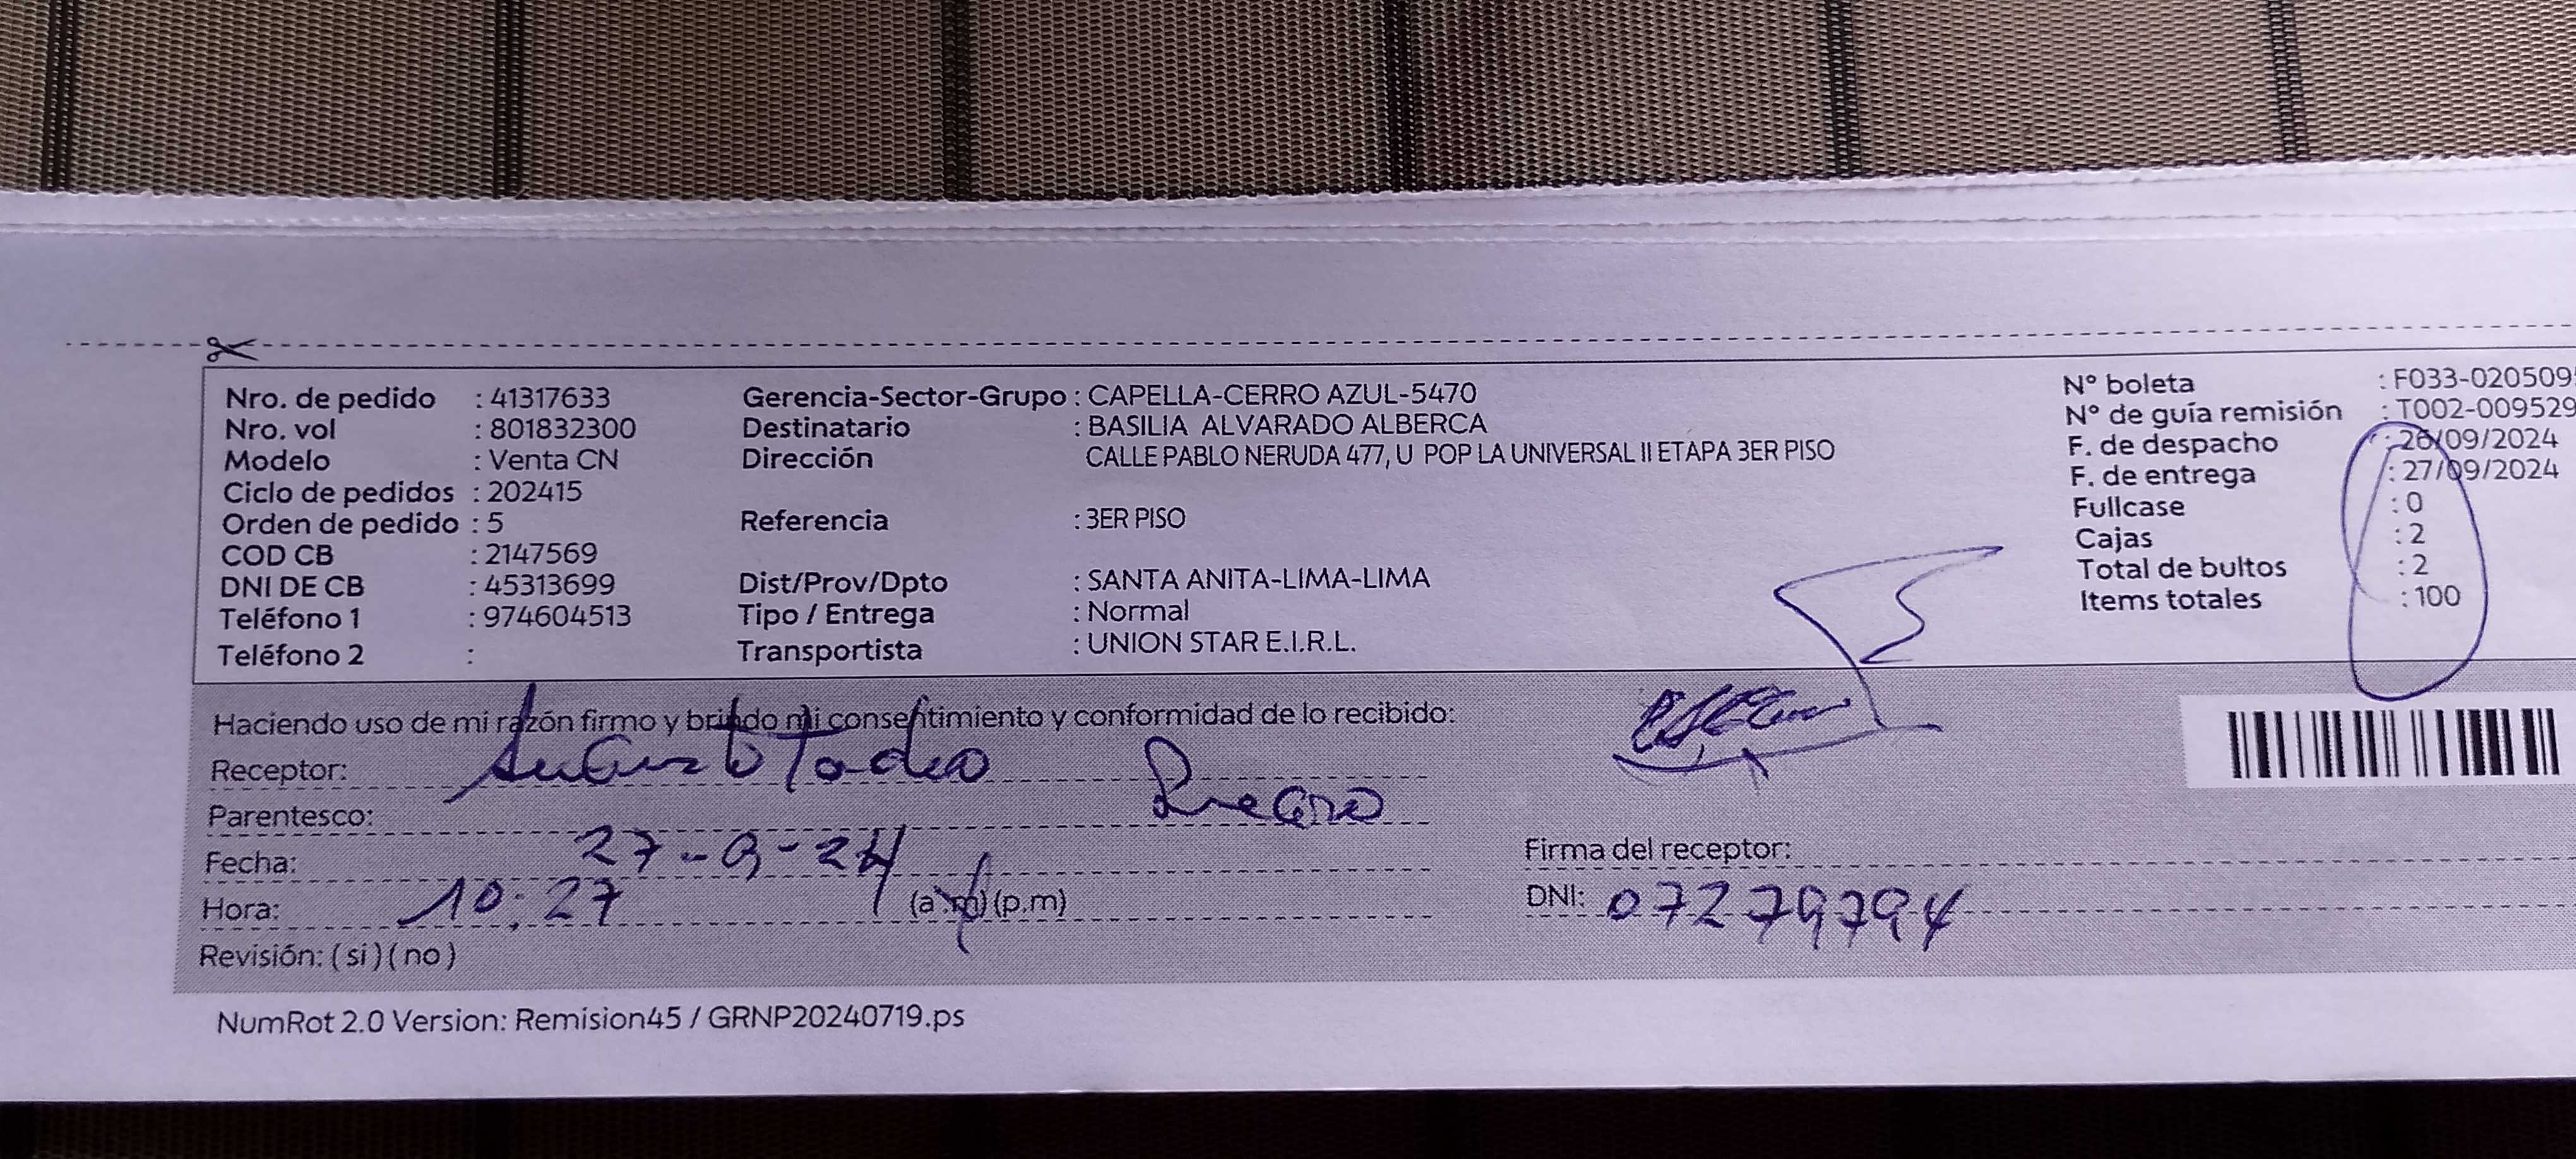 Nro. de pedido : 41317633
Nro. vol : 801832300
Modelo : Venta CN
Ciclo de pedidos : 202415
Orden de pedido : 5
COD CB : 2147569
DNI DE CB : 45313699
Teléfono 1 : 974604513
Teléfono 2 :
Gerencia-Sector-Grupo : CAPELLA-CERRO AZUL-5470
Destinatario : BASILIA ALVARADO ALBERCA
Dirección CALLE PABLO NERUDA 477, U POP LA UNIVERSAL II ETAPA 3ER PISO
Referencia : 3ER PISO
Dist/Prov/Dpto : SANTA ANITA-LIMA-LIMA
Tipo / Entrega : Normal
Transportista : UNION STAR E.I.R.L.
N° boleta : F033-020509
N° de guía remisión : T002-009529
F. de despacho : 26/09/2024
F. de entrega : 27/09/2024
Fullcase : 0
Cajas : 2
Total de bultos : 2
Items totales : 100
Haciendo uso de mi razón firmo y brindo mi consentimiento y conformidad de lo recibido:
Receptor: Augusto Tadeo
Parentesco: Suegro
Fecha: 27-9-24
Hora: 10:27 (a.m)(p.m)
Revisión: (si)(no)
Firma del receptor:
DNI: 07279794
NumRot 2.0 Version: Remision45 / GRNP20240719.ps